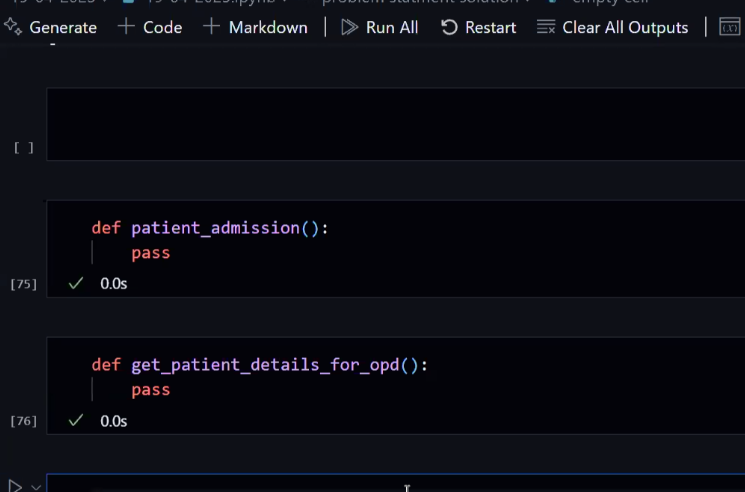 Generate + Code + Markdown | Run All Restart Clear All Outputs |
[ ]
def patient_admission():
    pass
[75] ✓ 0.0s
def get_patient_details_for_opd():
    pass
[76] ✓ 0.0s